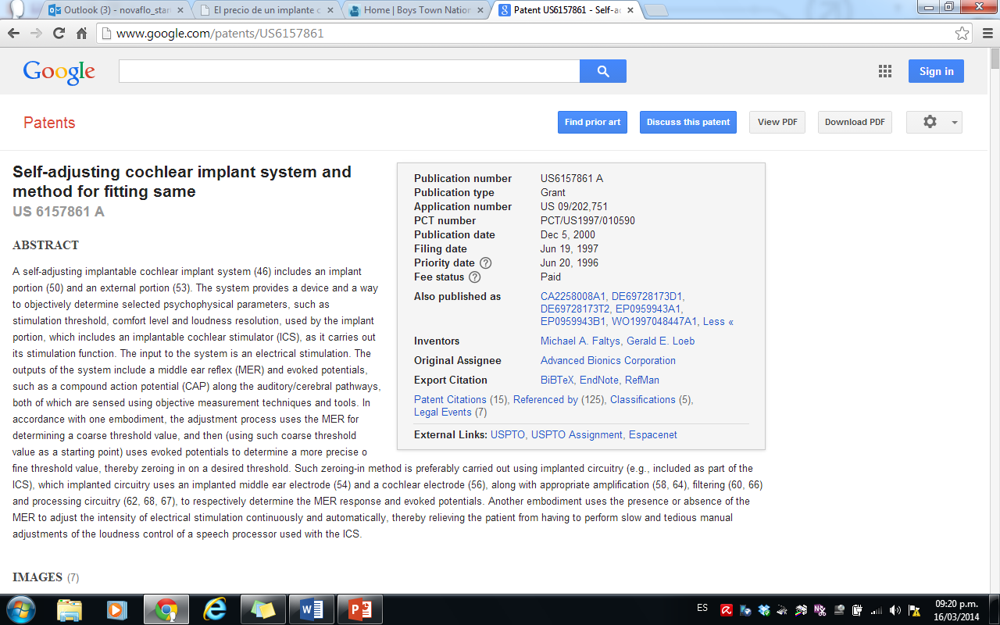 Outlook (3) - novaflo_star
El precio de un implante c
Home | Boys Town Nation
Patent US6157861 - Self-ad
www.google.com/patents/US6157861
Google
Sign in
Patents
Find prior art
Discuss this patent
View PDF
Download PDF
Self-adjusting cochlear implant system and
method for fitting same
US 6157861 A
ABSTRACT
A self-adjusting implantable cochlear implant system (46) includes an implant
portion (50) and an external portion (53). The system provides a device and a way
to objectively determine selected psychophysical parameters, such as
stimulation threshold, comfort level and loudness resolution, used by the implant
portion, which includes an implantable cochlear stimulator (ICS), as it carries out
its stimulation function. The input to the system is an electrical stimulation. The
outputs of the system include a middle ear reflex (MER) and evoked potentials,
such as a compound action potential (CAP) along the auditory/cerebral pathways,
both of which are sensed using objective measurement techniques and tools. In
accordance with one embodiment, the adjustment process uses the MER for
determining a coarse threshold value, and then (using such coarse threshold
value as a starting point) uses evoked potentials to determine a more precise o
fine threshold value, thereby zeroing in on a desired threshold. Such zeroing-in method is preferably carried out using implanted circuitry (e.g., included as part of the
ICS), which implanted circuitry uses an implanted middle ear electrode (54) and a cochlear electrode (56), along with appropriate amplification (58, 64), filtering (60, 66)
and processing circuitry (62, 68, 67), to respectively determine the MER response and evoked potentials. Another embodiment uses the presence or absence of the
MER to adjust the intensity of electrical stimulation continuously and automatically, thereby relieving the patient from having to perform slow and tedious manual
adjustments of the loudness control of a speech processor used with the ICS.
Publication number US6157861 A
Publication type Grant
Application number US 09/202,751
PCT number PCT/US1997/010590
Publication date Dec 5, 2000
Filing date Jun 19, 1997
Priority date ? Jun 20, 1996
Fee status ? Paid
Also published as CA2258008A1, DE69728173D1,
DE69728173T2, EP0959943A1,
EP0959943B1, WO1997048447A1, Less «
Inventors Michael A. Faltys, Gerald E. Loeb
Original Assignee Advanced Bionics Corporation
Export Citation BiBTeX, EndNote, RefMan
Patent Citations (15), Referenced by (125), Classifications (5),
Legal Events (7)
External Links: USPTO, USPTO Assignment, Espacenet
IMAGES (7)
ES
09:20 p.m.
16/03/2014